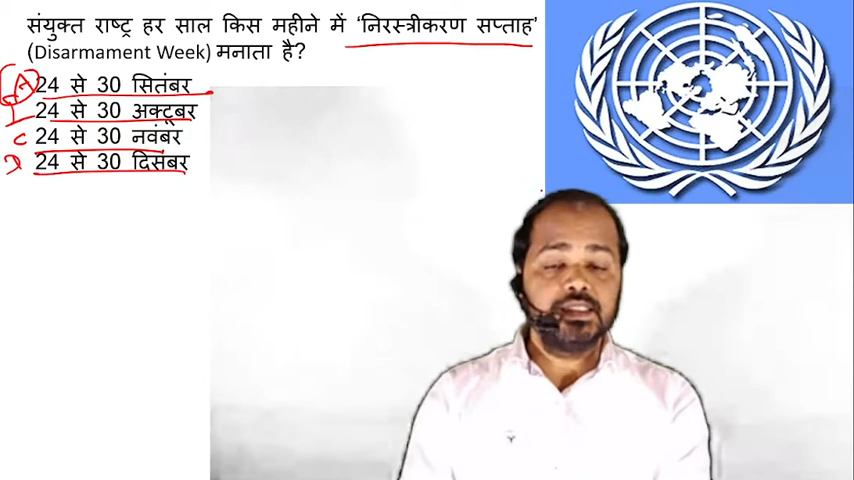 संयुक्त राष्ट्र हर साल किस महीने में ‘निरस्त्रीकरण सप्ताह’
(Disarmament Week) मनाता है?
A 24 से 30 सितंबर
24 से 30 अक्टूबर
C 24 से 30 नवंबर
D 24 से 30 दिसंबर